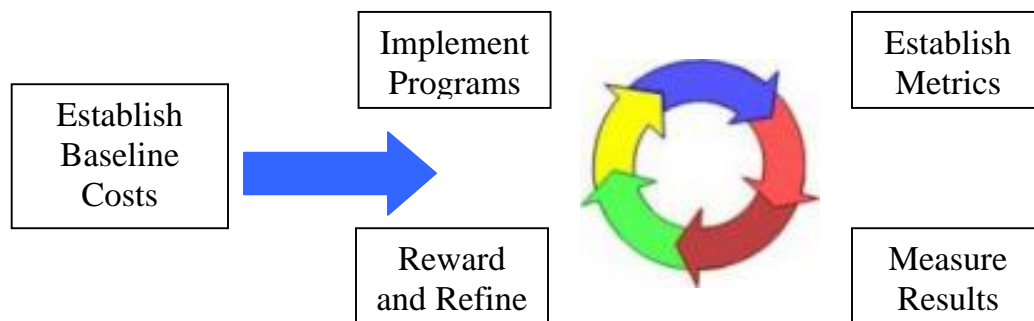 Establish
Baseline
Costs
Implement
Programs
Establish
Metrics
Reward
and Refine
Measure
Results